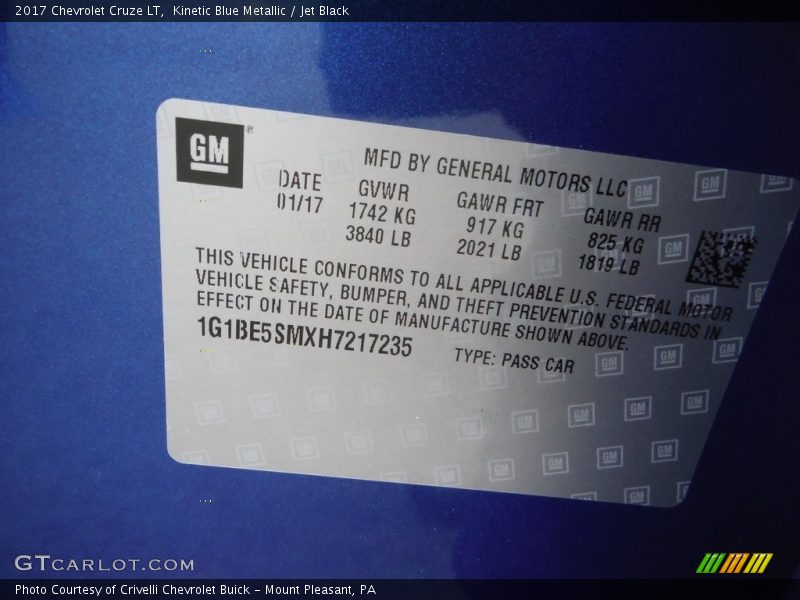 2017 Chevrolet Cruze LT, Kinetic Blue Metallic / Jet Black
GM ®
MFD BY GENERAL MOTORS LLC
DATE GVWR GAWR FRT GAWR RR
01/17 1742 KG 917 KG 825 KG
3840 LB 2021 LB 1819 LB
THIS VEHICLE CONFORMS TO ALL APPLICABLE U.S. FEDERAL MOTOR
VEHICLE SAFETY, BUMPER, AND THEFT PREVENTION STANDARDS IN
EFFECT ON THE DATE OF MANUFACTURE SHOWN ABOVE.
1G1BE5SMXH7217235 TYPE: PASS CAR
GTCARLOT.COM
Photo Courtesy of Crivelli Chevrolet Buick - Mount Pleasant, PA